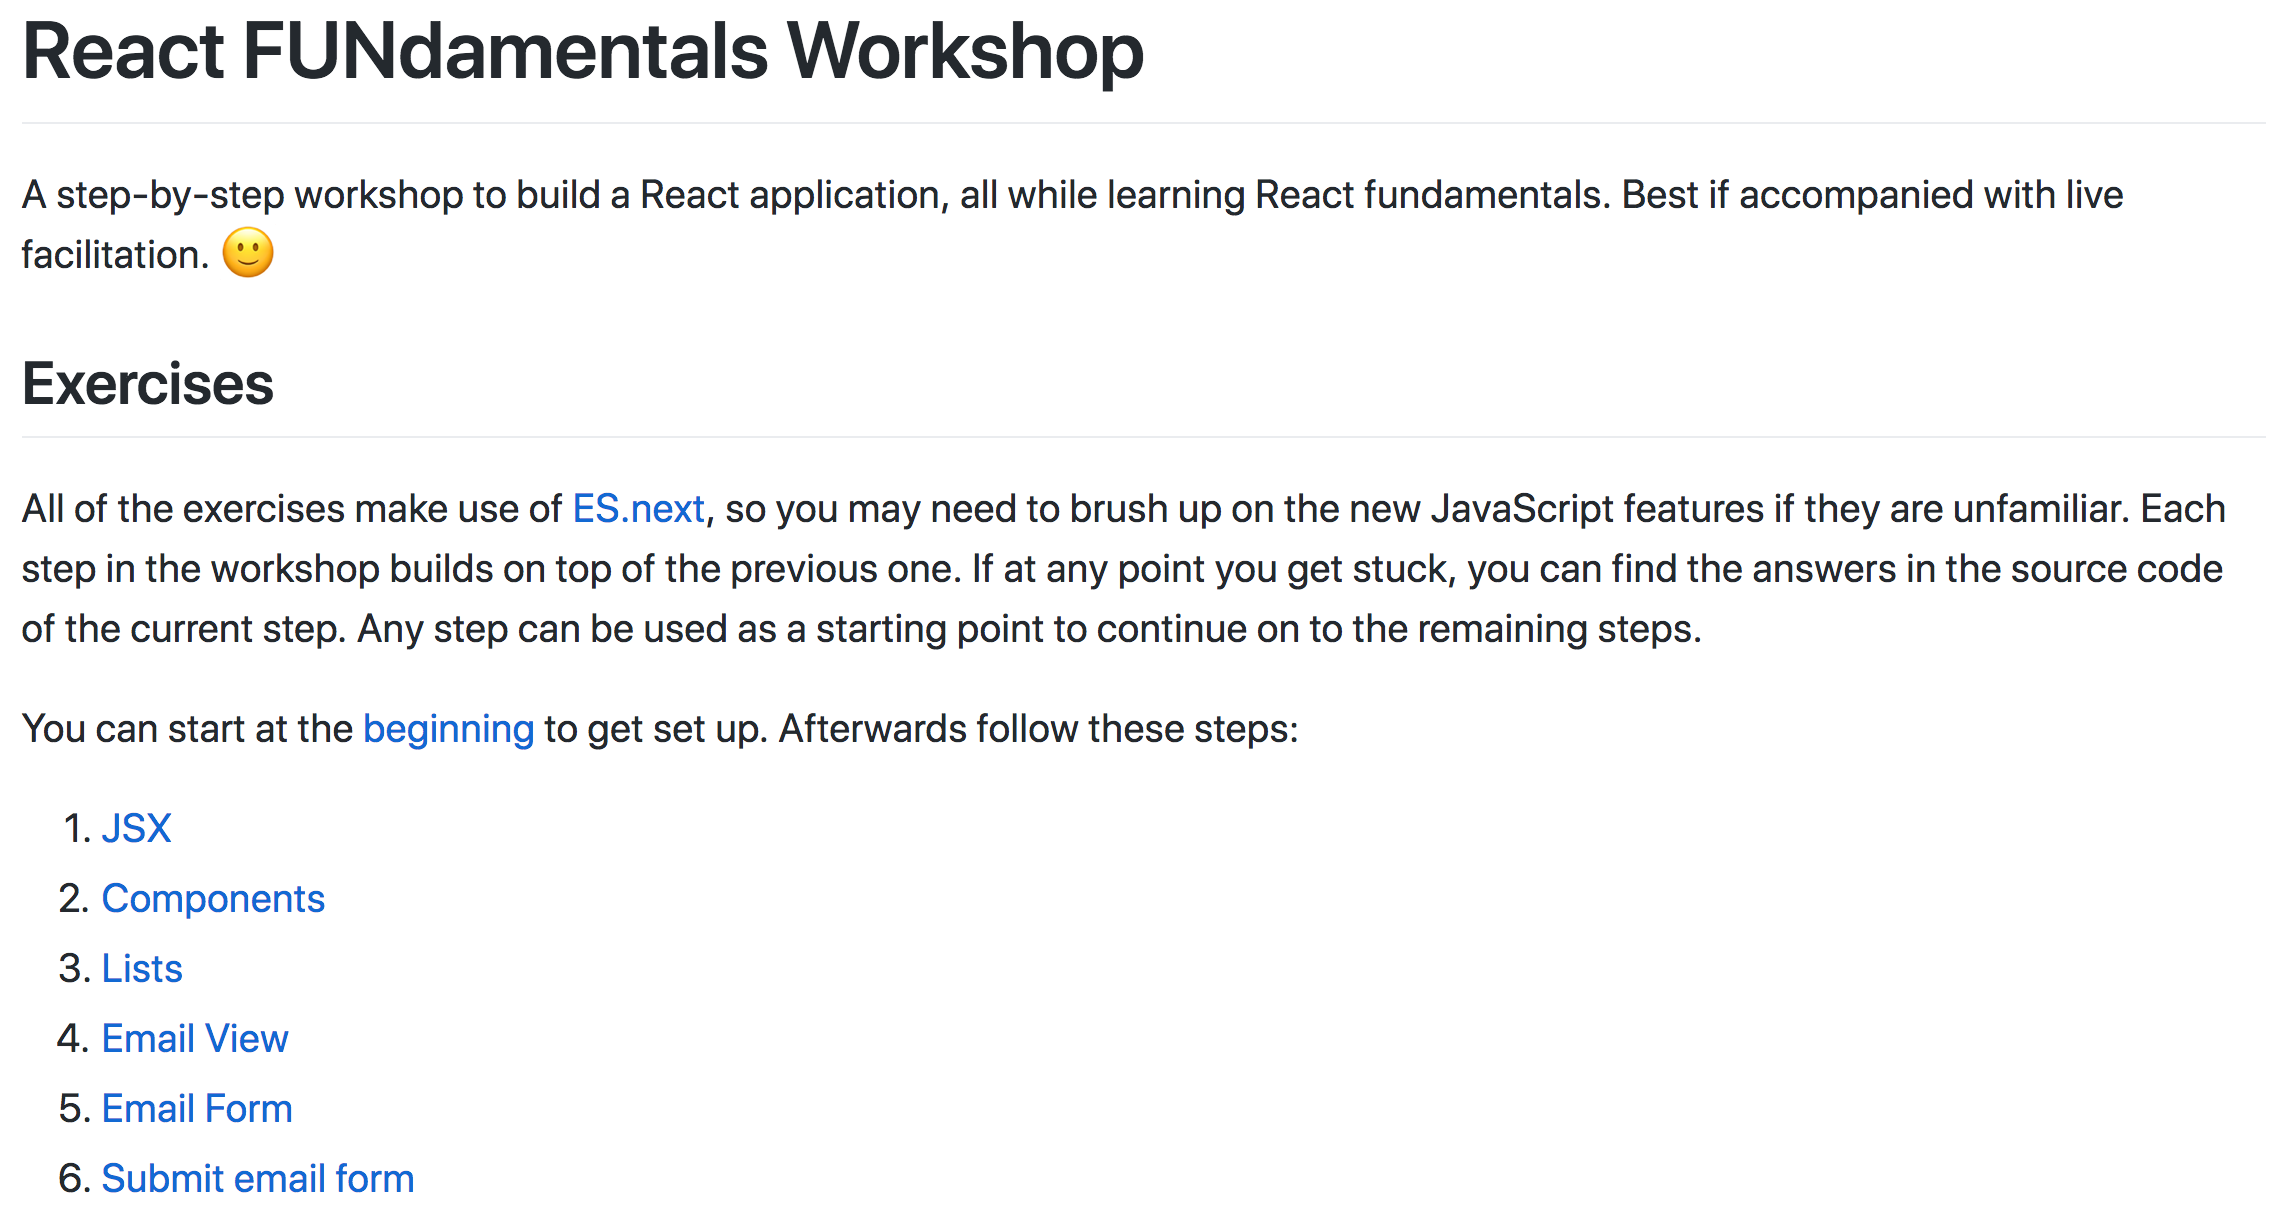 React FUNdamentals Workshop
A step-by-step workshop to build a React application, all while learning React fundamentals. Best if accompanied with live
facilitation. 🙂
Exercises
All of the exercises make use of ES.next, so you may need to brush up on the new JavaScript features if they are unfamiliar. Each
step in the workshop builds on top of the previous one. If at any point you get stuck, you can find the answers in the source code
of the current step. Any step can be used as a starting point to continue on to the remaining steps.
You can start at the beginning to get set up. Afterwards follow these steps:
1. JSX
2. Components
3. Lists
4. Email View
5. Email Form
6. Submit email form